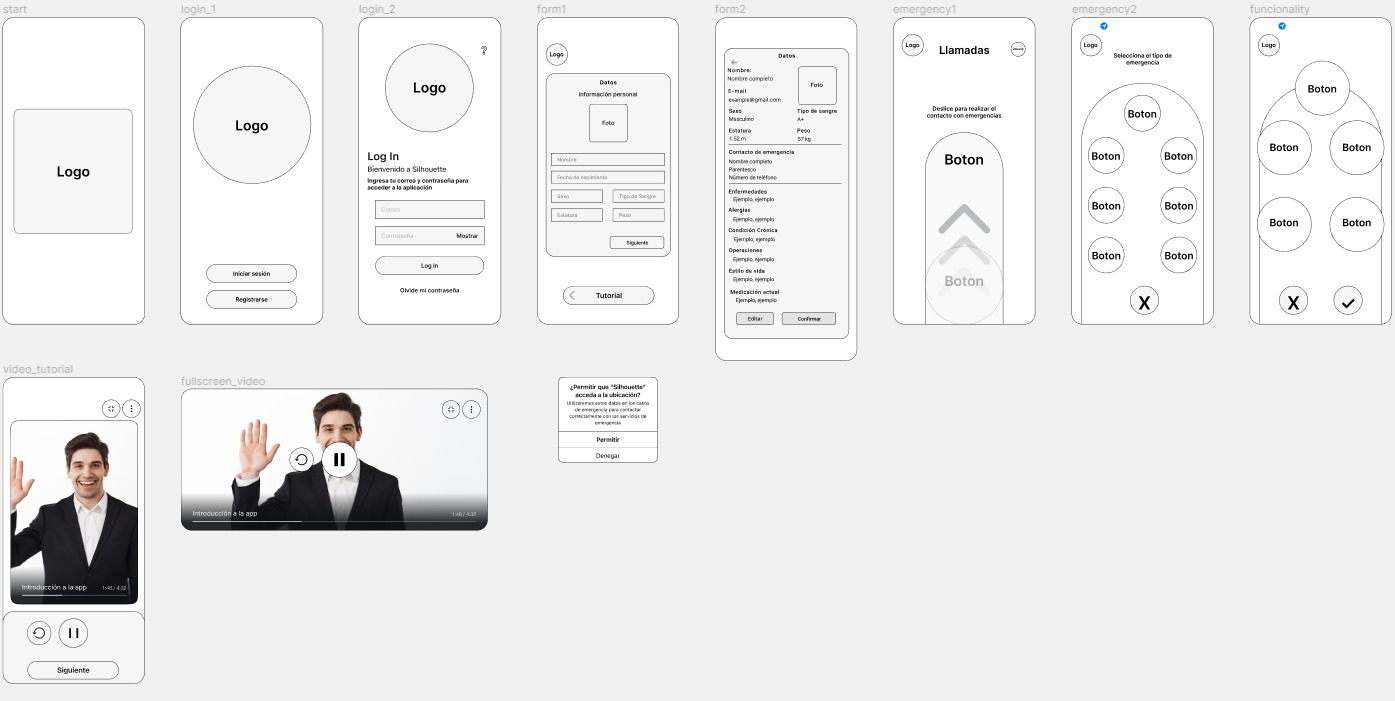 start
Logo
login_1
Logo
Iniciar sesión
Registrarse
login_2
Logo
Log In
Bienvenido a Silhouette
Ingresa tu correo y contraseña para
acceder a la aplicación
Correo
Contraseña
Mostrar
Log In
Olvide mi contraseña
form1
Logo
Datos
Información personal
Foto
Nombre
Fecha de nacimiento
Sexo
Tipo de Sangre
Estatura
Peso
Siguiente
Tutorial
form2
Datos
Nombre:
Nombre completo
Foto
E-mail
example@gmail.com
Sexo
Tipo de sangre
Masculino
A+
Estatura
Peso
1.52 m
57 kg
Contacto de emergencia
Nombre completo
Parentesco
Número de teléfono
Enfermedades
Ejemplo, ejemplo
Alergias
Ejemplo, ejemplo
Condición Crónica
Ejemplo, ejemplo
Operaciones
Ejemplo, ejemplo
Estilo de vida
Ejemplo, ejemplo
Medicación actual
Ejemplo, ejemplo
Editar
Confirmar
emergency1
Logo
Llamadas
Deslice para realizar el
contacto con emergencias
Boton
Boton
emergency2
Logo
Selecciona el tipo de
emergencia
Boton
Boton
Boton
Boton
Boton
Boton
Boton
X
funcionality
Logo
Boton
Boton
Boton
Boton
Boton
X
video_tutorial
Introducción a la app
1:48 / 4:32
Siguiente
fullscreen_video
Introducción a la app
1:48 / 4:32
¿Permitir que "Silhouette"
acceda a la ubicación?
Utilizaremos estos datos en los casos
de emergencia para contactar
correctamente con los servicios de
emergencia
Permitir
Denegar